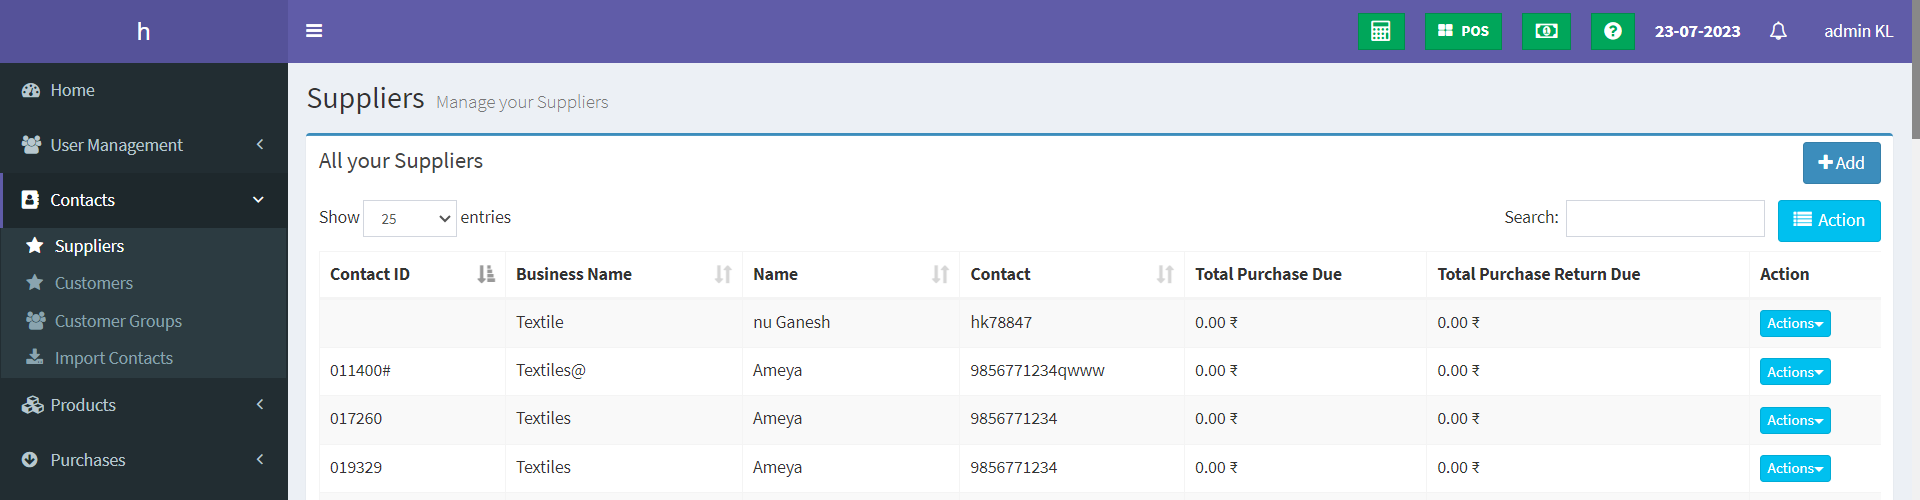 h
POS
23-07-2023
admin KL
Home
User Management
Contacts
Suppliers
Customers
Customer Groups
Import Contacts
Products
Purchases
Suppliers Manage your Suppliers
All your Suppliers
Add
Show 25 entries
Search:
Action
Contact ID Business Name Name Contact Total Purchase Due Total Purchase Return Due Action
Textile nu Ganesh hk78847 0.00 ₹ 0.00 ₹ Actions
011400# Textiles@ Ameya 9856771234qwww 0.00 ₹ 0.00 ₹ Actions
017260 Textiles Ameya 9856771234 0.00 ₹ 0.00 ₹ Actions
019329 Textiles Ameya 9856771234 0.00 ₹ 0.00 ₹ Actions